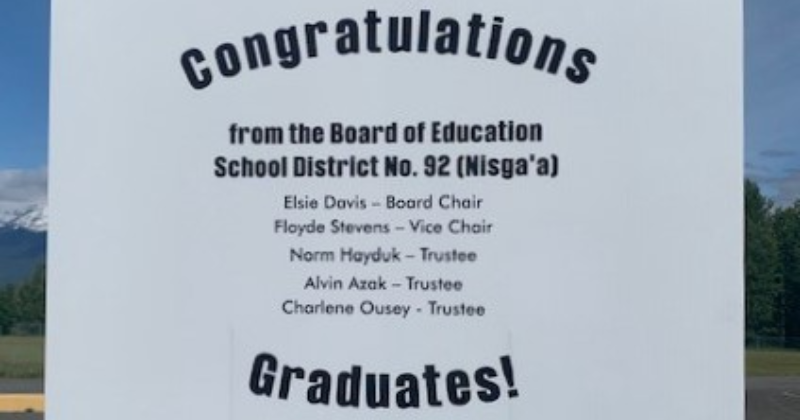 Congratulations
from the Board of Education
School District No. 92 (Nisga'a)
Elsie Davis – Board Chair
Floyde Stevens – Vice Chair
Norm Hayduk – Trustee
Alvin Azak – Trustee
Charlene Ousey - Trustee
Graduates!